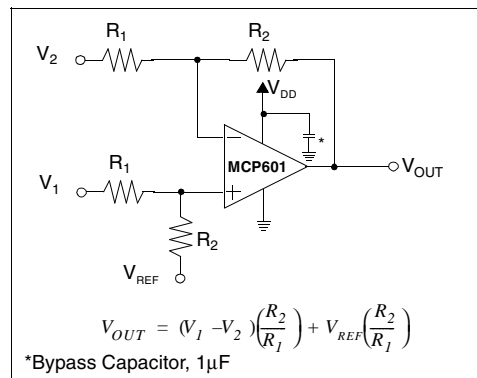 R1
R2
V2
VDD
*
MCP601
VOUT
R1
V1
R2
VREF
VOUT = (V1 –V2 )(R2/R1) + VREF(R2/R1)
*Bypass Capacitor, 1µF